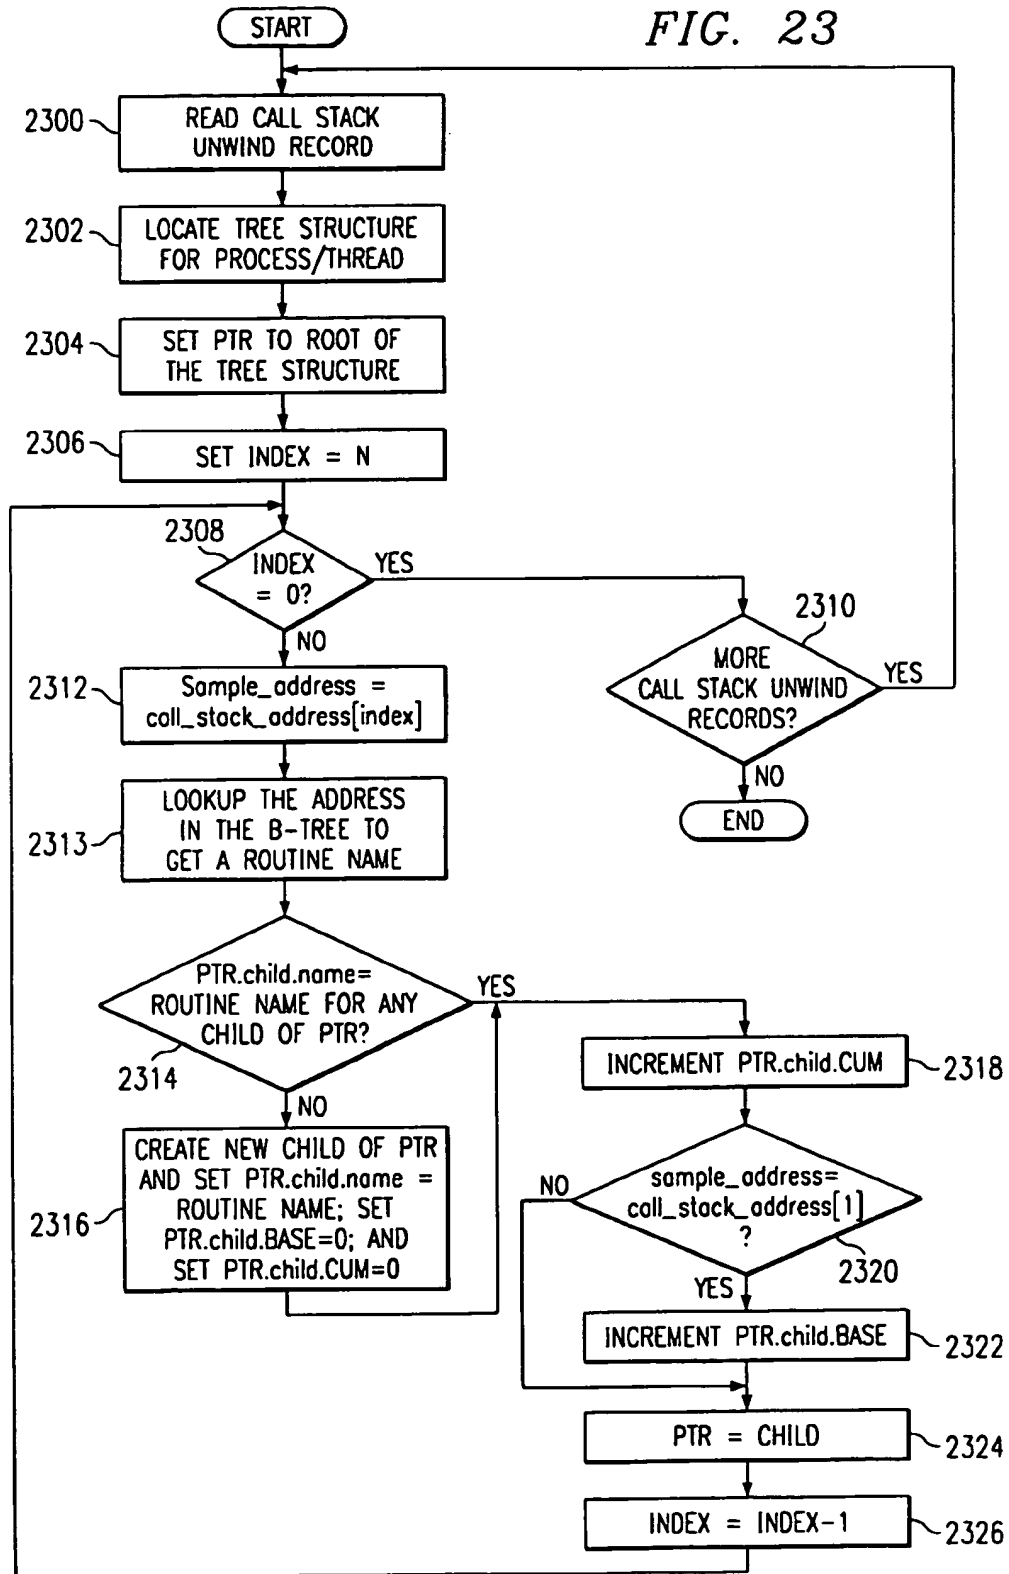 START
FIG. 23
2300
READ CALL STACK
UNWIND RECORD
2302
LOCATE TREE STRUCTURE
FOR PROCESS/THREAD
2304
SET PTR TO ROOT OF
THE TREE STRUCTURE
2306
SET INDEX = N
2308
INDEX
= 0?
YES
NO
2310
MORE
CALL STACK UNWIND
RECORDS?
YES
NO
END
2312
Sample_address =
call_stack_address[index]
2313
LOOKUP THE ADDRESS
IN THE B-TREE TO
GET A ROUTINE NAME
PTR.child.name=
ROUTINE NAME FOR ANY
CHILD OF PTR?
YES
2314
NO
2316
CREATE NEW CHILD OF PTR
AND SET PTR.child.name =
ROUTINE NAME; SET
PTR.child.BASE=0; AND
SET PTR.child.CUM=0
INCREMENT PTR.child.CUM
2318
NO
sample_address=
call_stack_address[1]
?
2320
YES
INCREMENT PTR.child.BASE
2322
PTR = CHILD
2324
INDEX = INDEX-1
2326